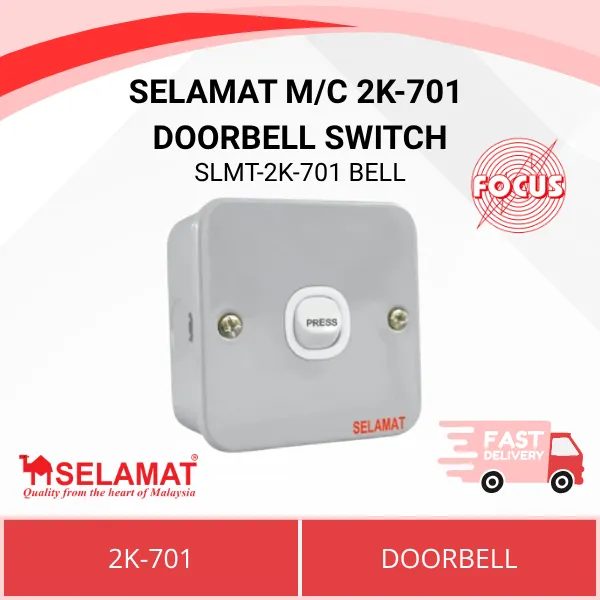 SELAMAT M/C 2K-701
DOORBELL SWITCH
SLMT-2K-701 BELL
FOCUS
PRESS
SELAMAT
FAST
DELIVERY
SELAMAT®
Quality from the heart of Malaysia
2K-701
DOORBELL